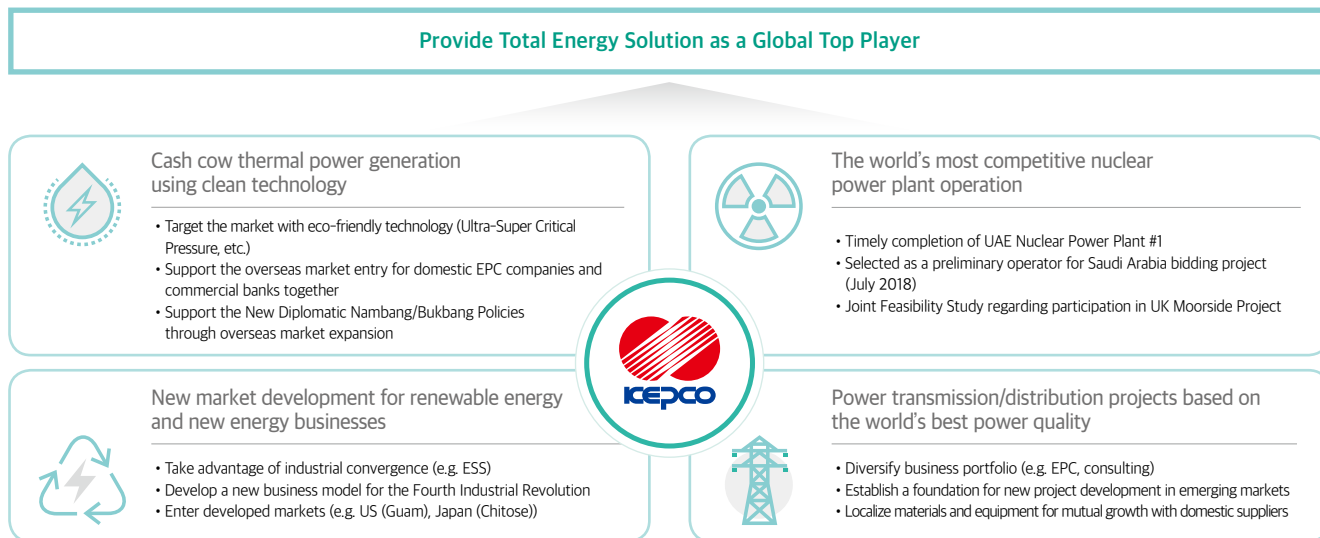 Provide Total Energy Solution as a Global Top Player
Cash cow thermal power generation
using clean technology
• Target the market with eco-friendly technology (Ultra-Super Critical
Pressure, etc.)
• Support the overseas market entry for domestic EPC companies and
commercial banks together
• Support the New Diplomatic Nambang/Bukbang Policies
through overseas market expansion
The world's most competitive nuclear
power plant operation
• Timely completion of UAE Nuclear Power Plant #1
• Selected as a preliminary operator for Saudi Arabia bidding project
(July 2018)
• Joint Feasibility Study regarding participation in UK Moorside Project
KEPCO
New market development for renewable energy
and new energy businesses
• Take advantage of industrial convergence (e.g. ESS)
• Develop a new business model for the Fourth Industrial Revolution
• Enter developed markets (e.g. US (Guam), Japan (Chitose))
Power transmission/distribution projects based on
the world's best power quality
• Diversify business portfolio (e.g. EPC, consulting)
• Establish a foundation for new project development in emerging markets
• Localize materials and equipment for mutual growth with domestic suppliers